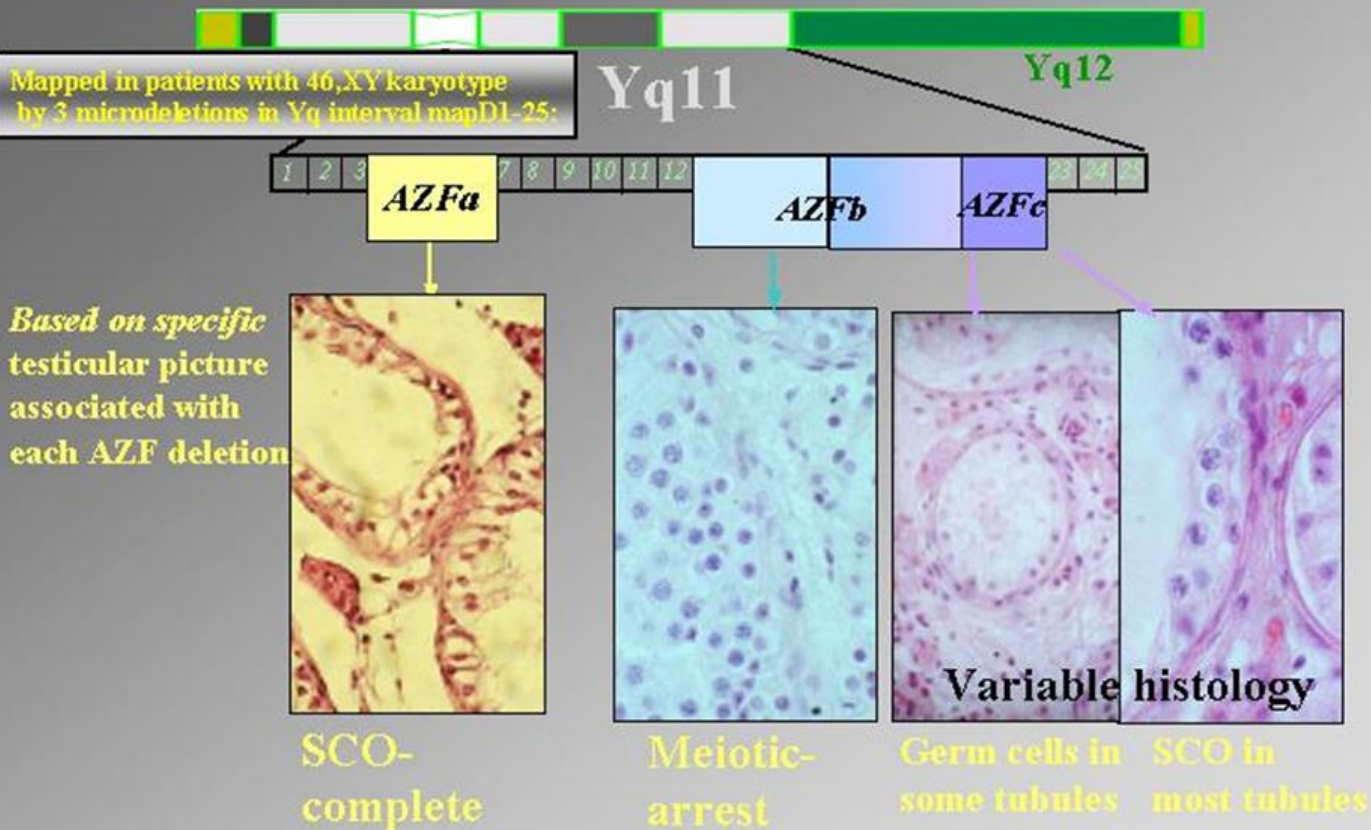 Yq12
Mapped in patients with 46,XY karyotype
by 3 microdeletions in Yq interval mapD1-25:
Yq11
1 2 3 7 8 9 10 11 12 23 24 25
AZFa AZFb AZFc
Based on specific
testicular picture
associated with
each AZF deletion
Variable histology
SCO-
complete
Meiotic-
arrest
Germ cells in
some tubules
SCO in
most tubules